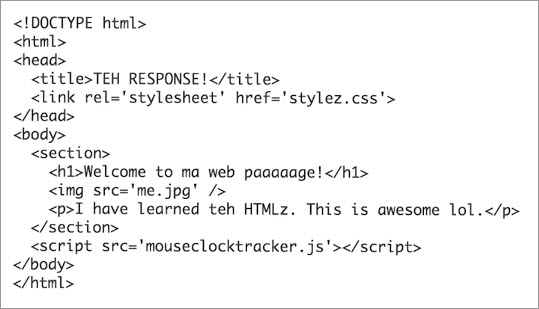 <!DOCTYPE html>
<html>
<head>
  <title>TEH RESPONSE!</title>
  <link rel='stylesheet' href='stylez.css'>
</head>
<body>
  <section>
    <h1>Welcome to ma web paaaaage!</h1>
    <img src='me.jpg' />
    <p>I have learned teh HTMLz. This is awesome lol.</p>
  </section>
  <script src='mouseclocktracker.js'></script>
</body>
</html>